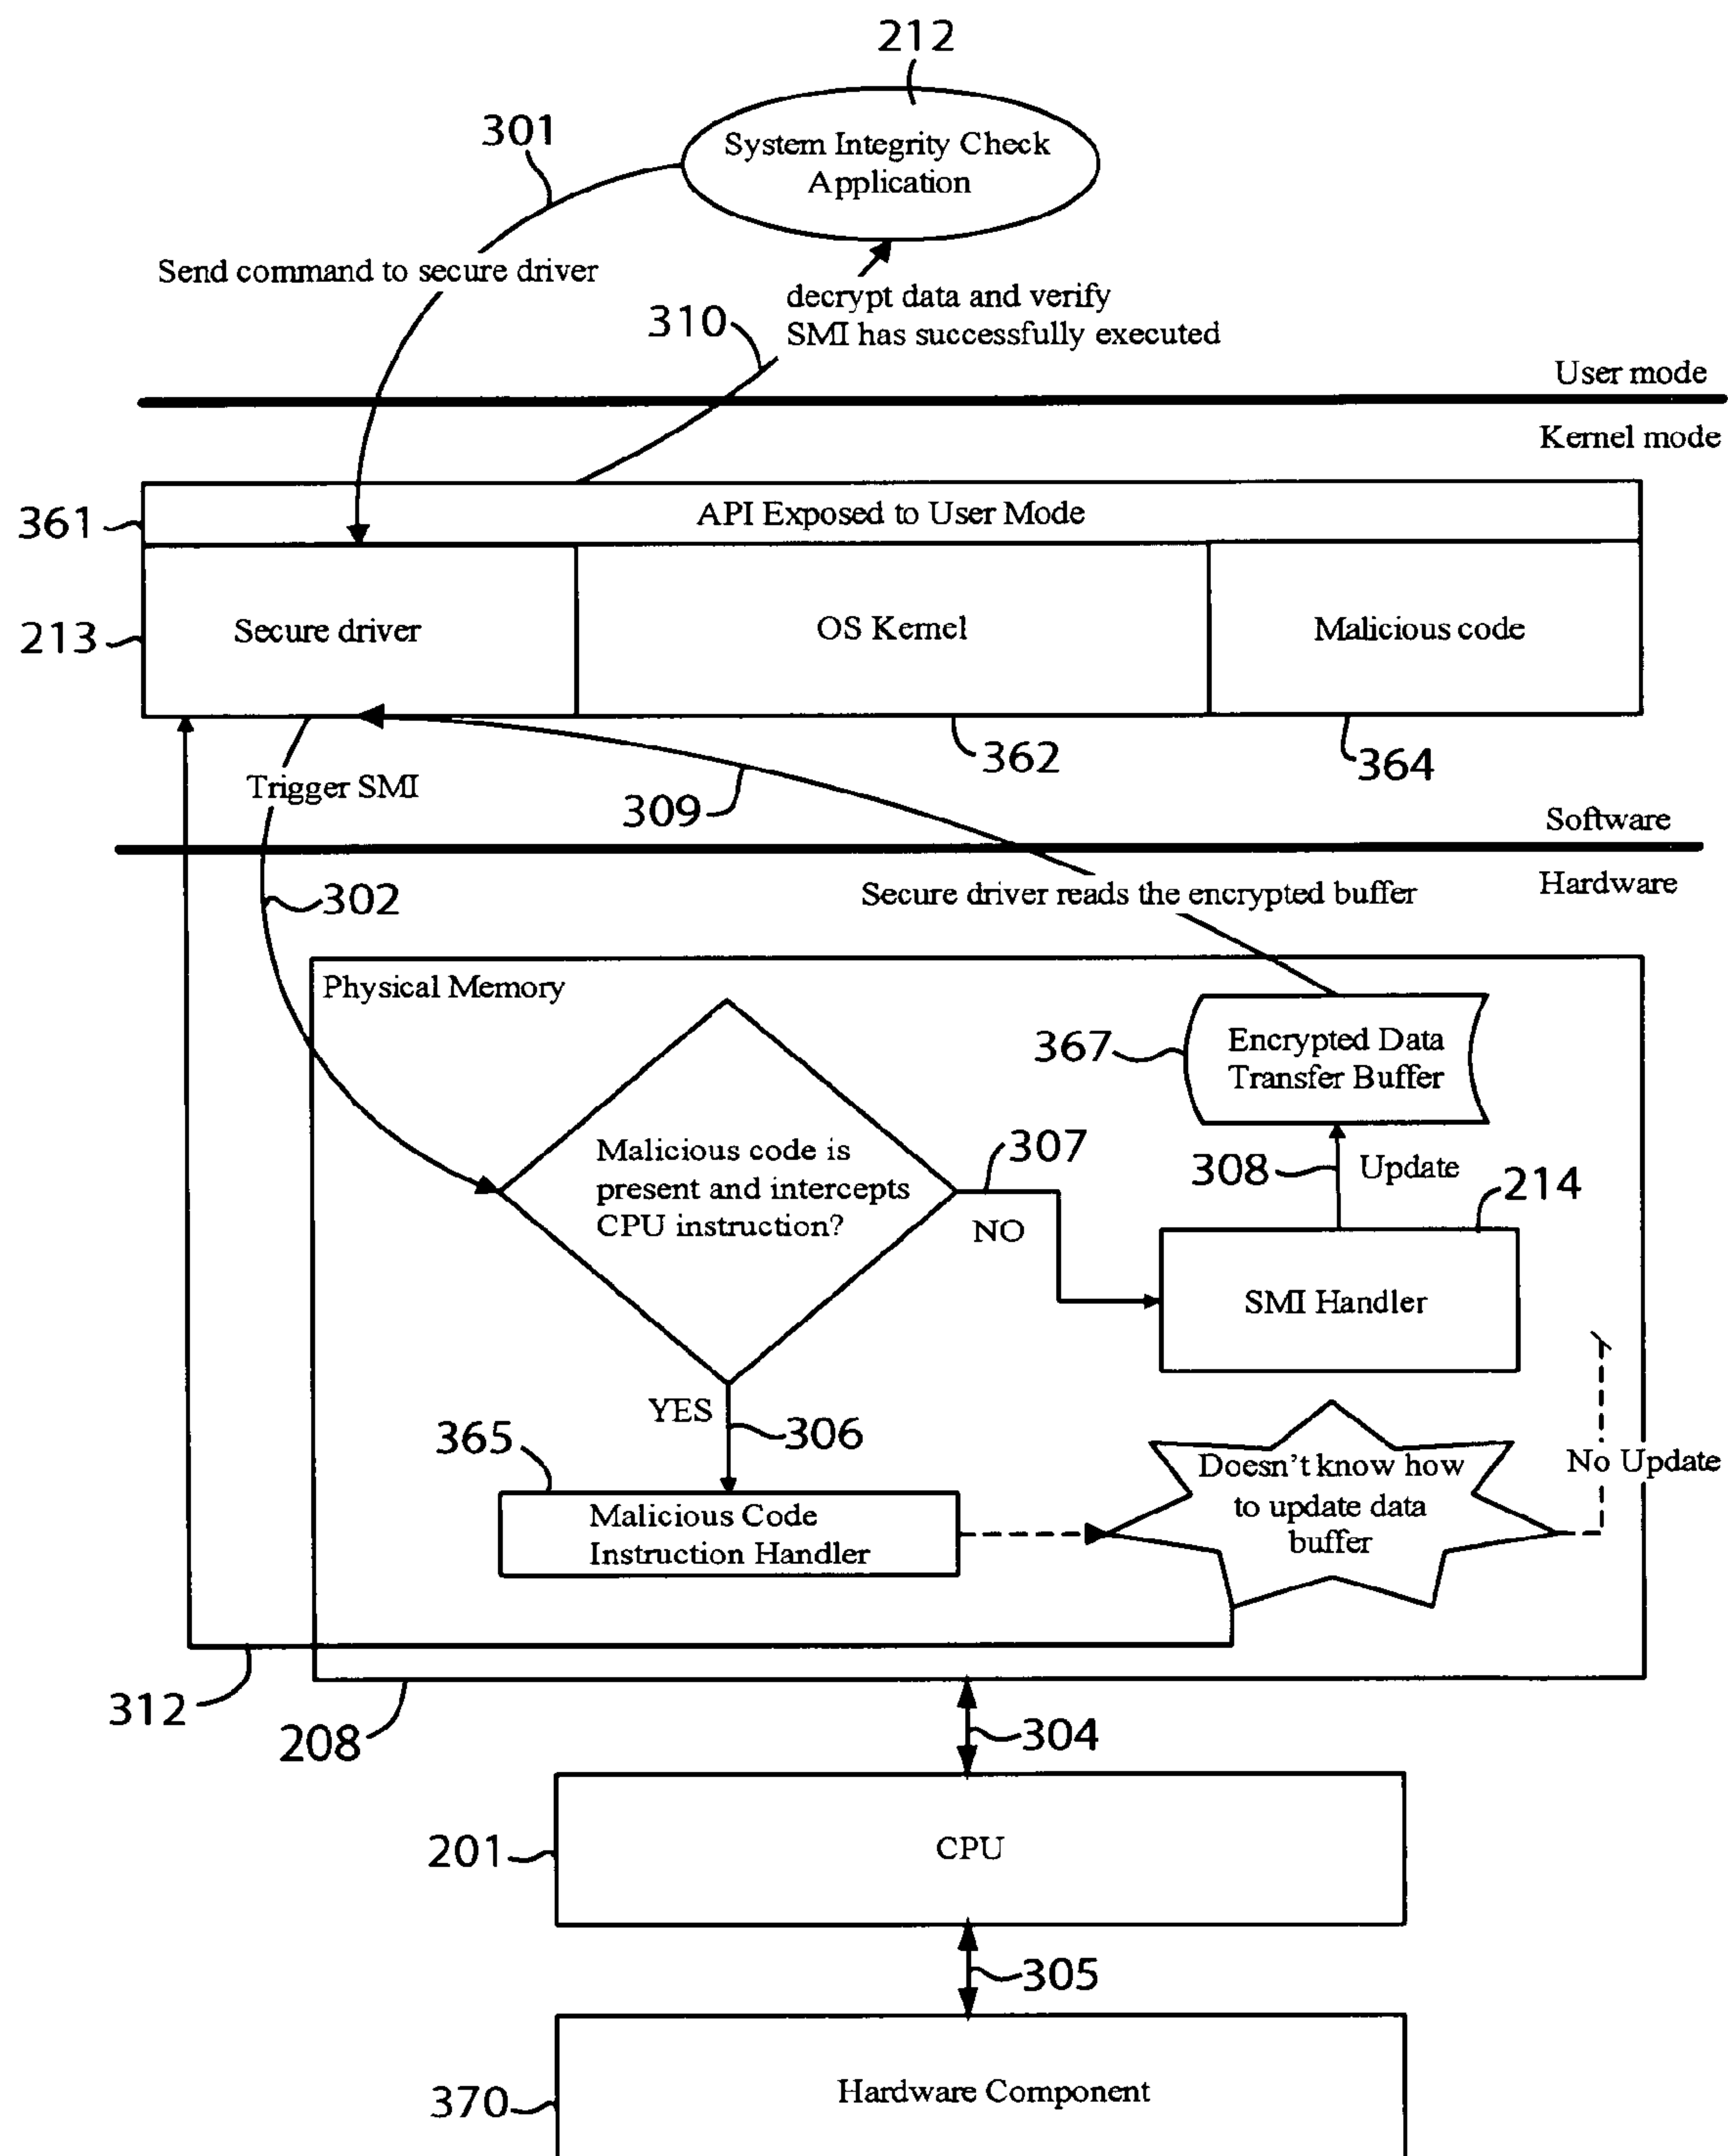 212
301
System Integrity Check
Application
Send command to secure driver
310
decrypt data and verify
SMI has successfully executed
User mode
Kernel mode
361
API Exposed to User Mode
213
Secure driver
OS Kernel
Malicious code
362
364
Trigger SMI
309
Software
302
Secure driver reads the encrypted buffer
Hardware
Physical Memory
367
Encrypted Data
Transfer Buffer
Malicious code is
present and intercepts
CPU instruction?
307
NO
308
Update
214
SMI Handler
YES
306
365
Malicious Code
Instruction Handler
Doesn't know how
to update data
buffer
No Update
312
208
304
201
CPU
305
370
Hardware Component